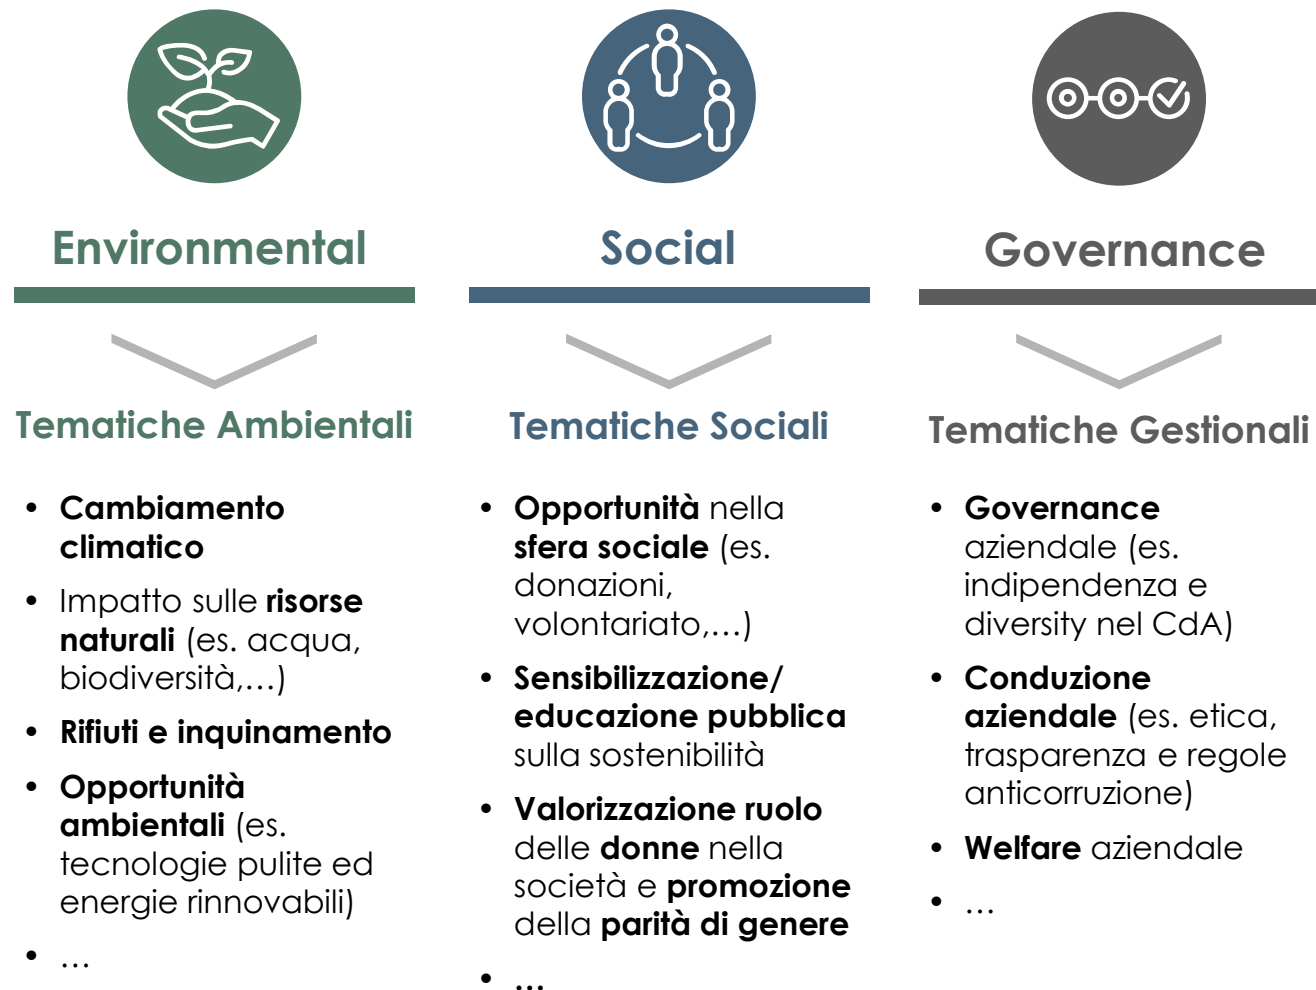 Environmental
Tematiche Ambientali
• Cambiamento
climatico
• Impatto sulle risorse
naturali (es. acqua,
biodiversità,…)
• Rifiuti e inquinamento
• Opportunità
ambientali (es.
tecnologie pulite ed
energie rinnovabili)
• …
Social
Tematiche Sociali
• Opportunità nella
sfera sociale (es.
donazioni,
volontariato,…)
• Sensibilizzazione/
educazione pubblica
sulla sostenibilità
• Valorizzazione ruolo
delle donne nella
società e promozione
della parità di genere
• …
Governance
Tematiche Gestionali
• Governance
aziendale (es.
indipendenza e
diversity nel CdA)
• Conduzione
aziendale (es. etica,
trasparenza e regole
anticorruzione)
• Welfare aziendale
• …